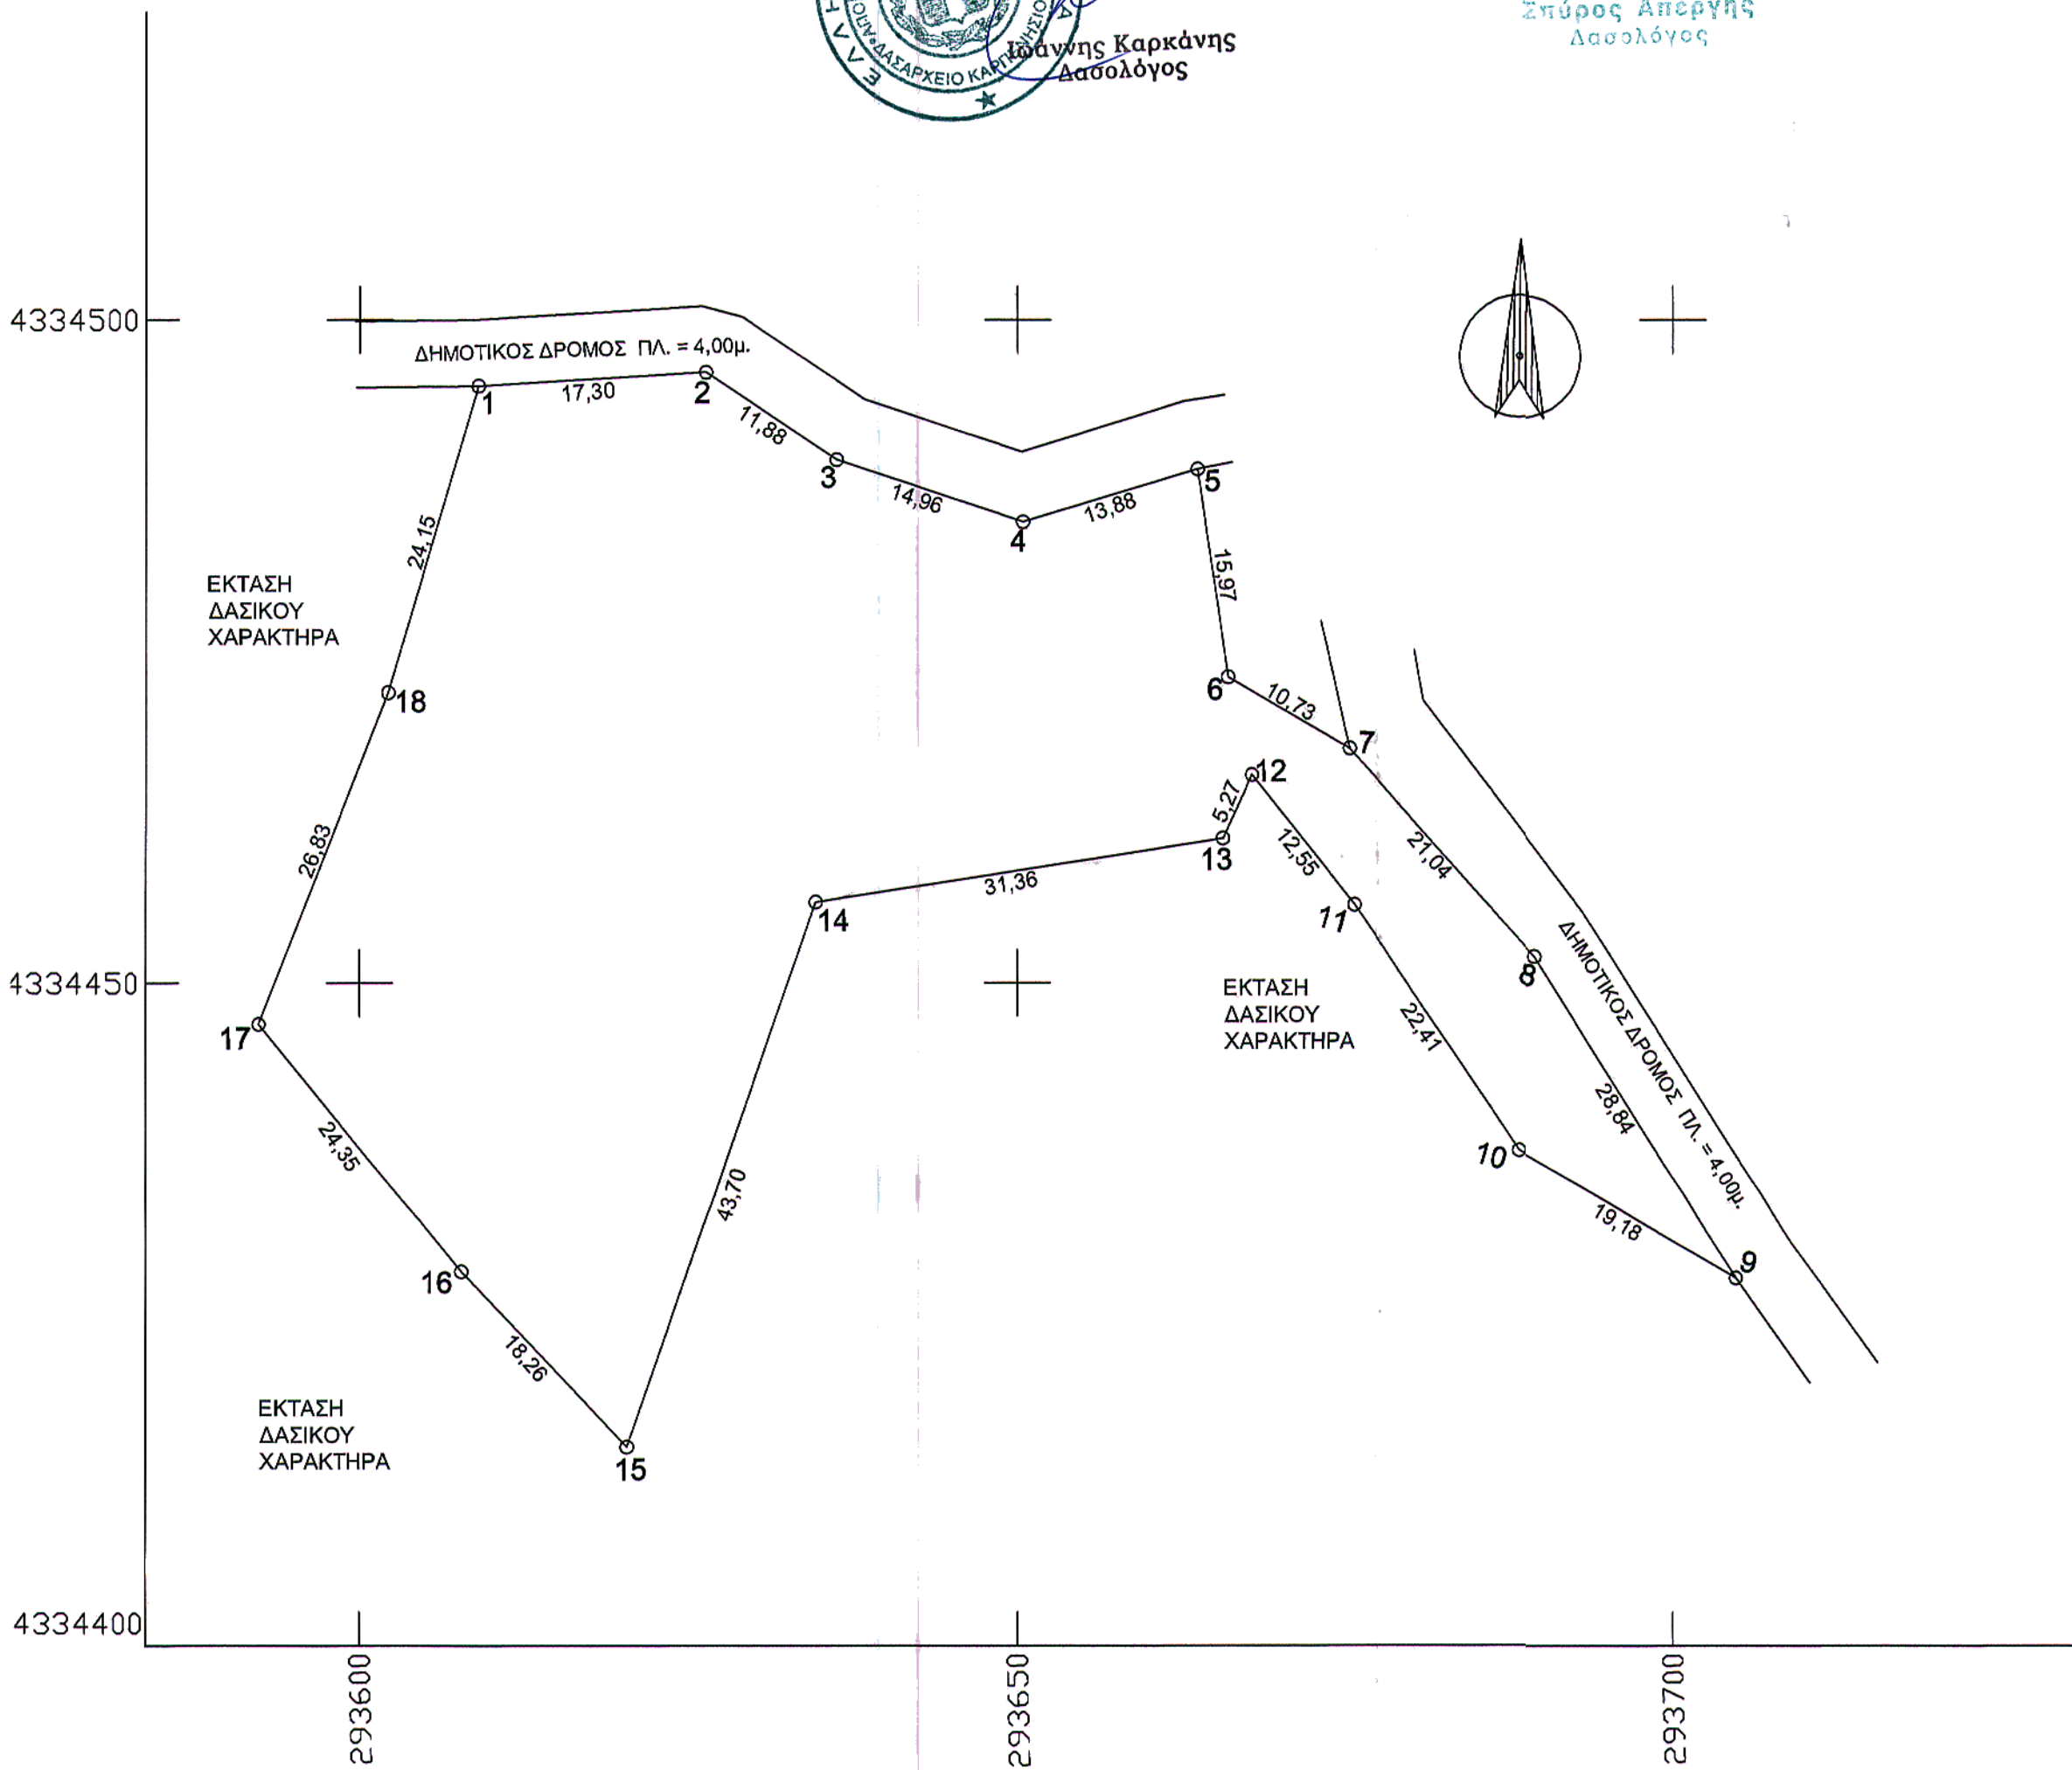 Σπύρος Απέργης
Δασολόγος
Ιωάννης Καρκάνης
Δασολόγος
ΔΑΣΑΡΧΕΙΟ
4334500
ΔΗΜΟΤΙΚΟΣ ΔΡΟΜΟΣ ΠΛ. = 4,00μ.
1
17,30
2
11,88
3
14,96
4
13,88
5
15,97
24,15
ΕΚΤΑΣΗ
ΔΑΣΙΚΟΥ
ΧΑΡΑΚΤΗΡΑ
18
6
10,73
7
12
5,27
13
12,55
21,04
26,83
31,36
14
11
8
ΔΗΜΟΤΙΚΟΣ ΔΡΟΜΟΣ ΠΛ. = 4,00μ.
4334450
ΕΚΤΑΣΗ
ΔΑΣΙΚΟΥ
ΧΑΡΑΚΤΗΡΑ
17
22,41
28,84
24,35
43,70
10
19,18
9
16
18,26
15
ΕΚΤΑΣΗ
ΔΑΣΙΚΟΥ
ΧΑΡΑΚΤΗΡΑ
4334400
293600
293650
293700